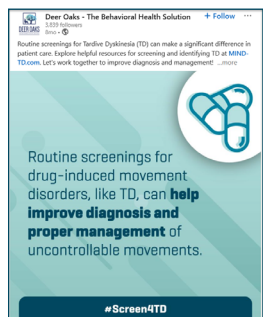 Deer Oaks - The Behavioral Health Solution + Follow ...
DEER OAKS
3,839 followers
8mo •
Routine screenings for Tardive Dyskinesia (TD) can make a significant difference in
patient care. Explore helpful resources for screening and identifying TD at MIND-
TD.com. Let's work together to improve diagnosis and management! ...more
Routine screenings for
drug-induced movement
disorders, like TD, can help
improve diagnosis and
proper management of
uncontrollable movements.
#Screen4TD